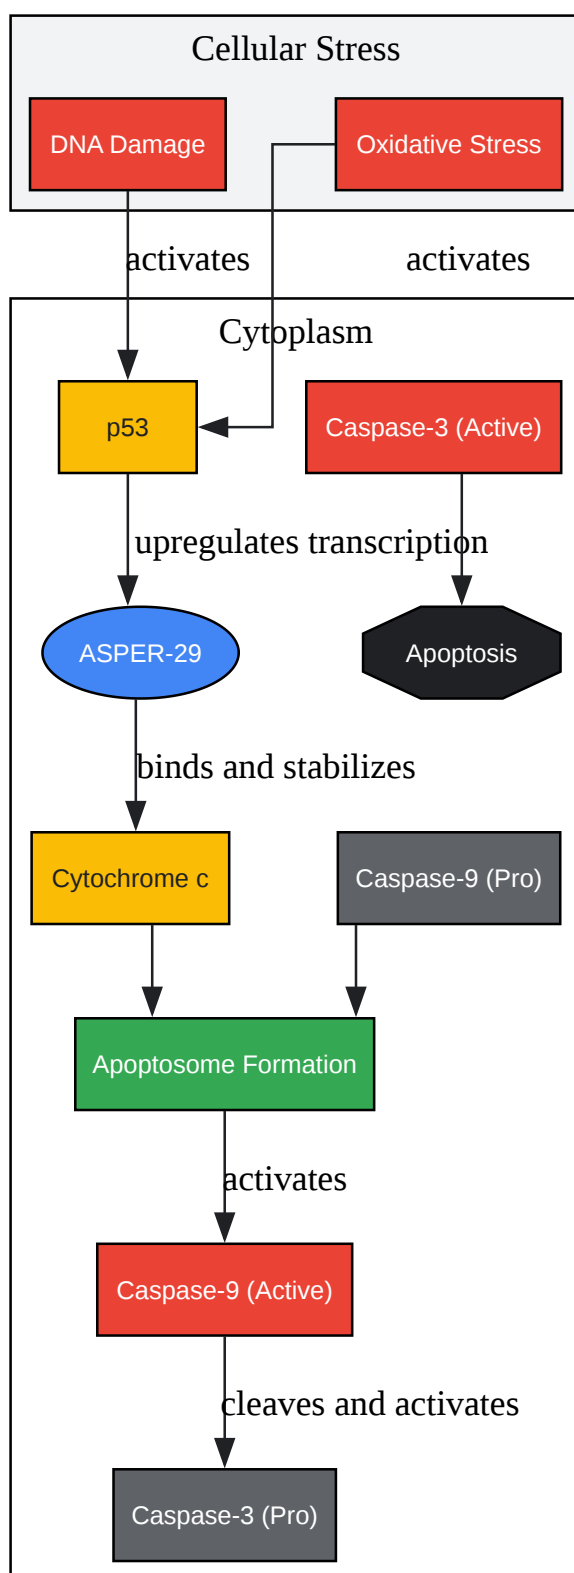 Cellular Stress
DNA Damage
Oxidative Stress
activates
activates
Cytoplasm
p53
Caspase-3 (Active)
upregulates transcription
ASPER-29
Apoptosis
binds and stabilizes
Cytochrome c
Caspase-9 (Pro)
Apoptosome Formation
activates
Caspase-9 (Active)
cleaves and activates
Caspase-3 (Pro)